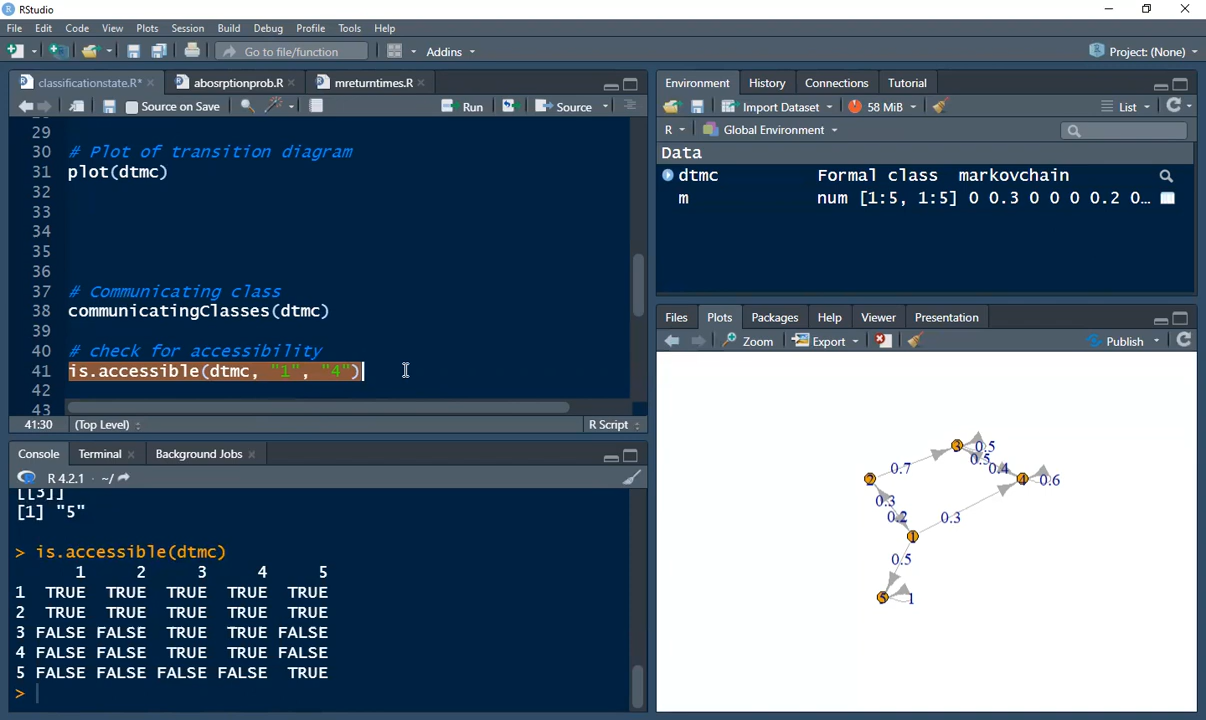 RStudio
File Edit Code View Plots Session Build Debug Profile Tools Help
Go to file/function Addins Project: (None)
classificationstate.R* abosrptionprob.R mreturntimes.R
Source on Save Run Source
29
30 # Plot of transition diagram
31 plot(dtmc)
32
33
34
35
36
37 # Communicating class
38 communicatingClasses(dtmc)
39
40 # check for accessibility
41 is.accessible(dtmc, "1", "4")
42
43
41:30 (Top Level) R Script
Console Terminal Background Jobs
R 4.2.1 · ~/
[[3]]
[1] "5"
> is.accessible(dtmc)
1 2 3 4 5
1 TRUE TRUE TRUE TRUE TRUE
2 TRUE TRUE TRUE TRUE TRUE
3 FALSE FALSE TRUE TRUE FALSE
4 FALSE FALSE TRUE TRUE FALSE
5 FALSE FALSE FALSE FALSE TRUE
>
Environment History Connections Tutorial
Import Dataset 58 MiB List
R Global Environment
Data
dtmc Formal class markovchain
m num [1:5, 1:5] 0 0.3 0 0 0 0.2 0…
Files Plots Packages Help Viewer Presentation
Zoom Export Publish
3 0.5
0.7 0.5 0.4
2 4 0.6
0.3
0.2 0.3
1
0.5
5 1